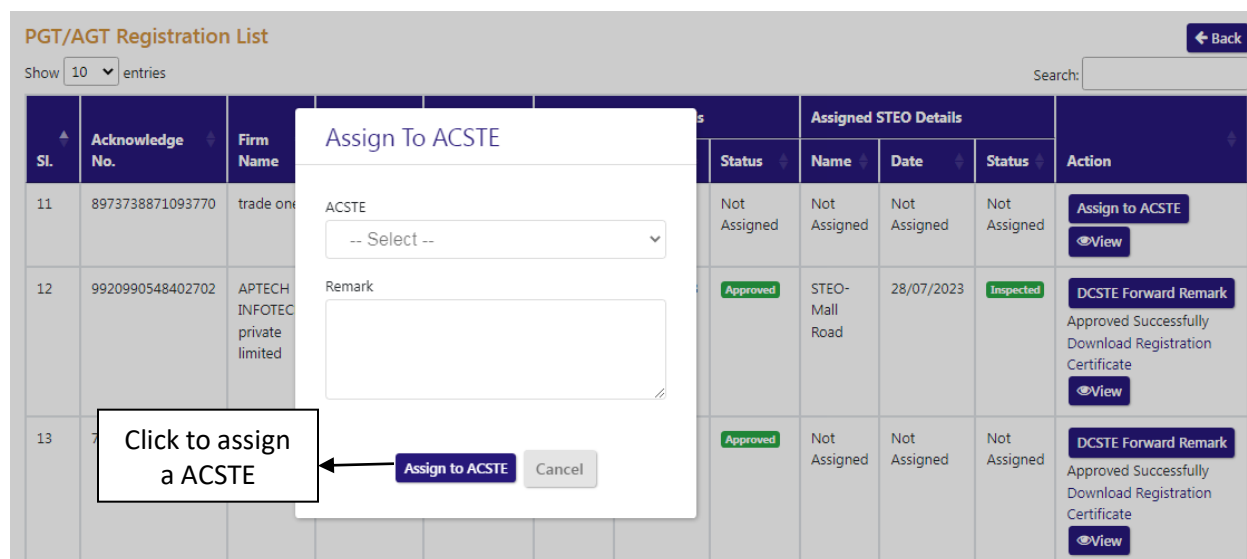 PGT/AGT Registration List
Back
Show 10 entries
Search:
Assigned STEO Details
Sl.
Acknowledge
No.
Firm
Name
Status
Name
Date
Status
Action
Assign To ACSTE
ACSTE
-- Select --
Remark
Assign to ACSTE
Cancel
Click to assign
a ACSTE
11
8973738871093770
trade one
Not
Assigned
Not
Assigned
Not
Assigned
Not
Assigned
Assign to ACSTE
View
12
9920990548402702
APTECH
INFOTEC
private
limited
Approved
STEO-
Mall
Road
28/07/2023
Inspected
DCSTE Forward Remark
Approved Successfully
Download Registration
Certificate
View
13
7
Approved
Not
Assigned
Not
Assigned
Not
Assigned
DCSTE Forward Remark
Approved Successfully
Download Registration
Certificate
View